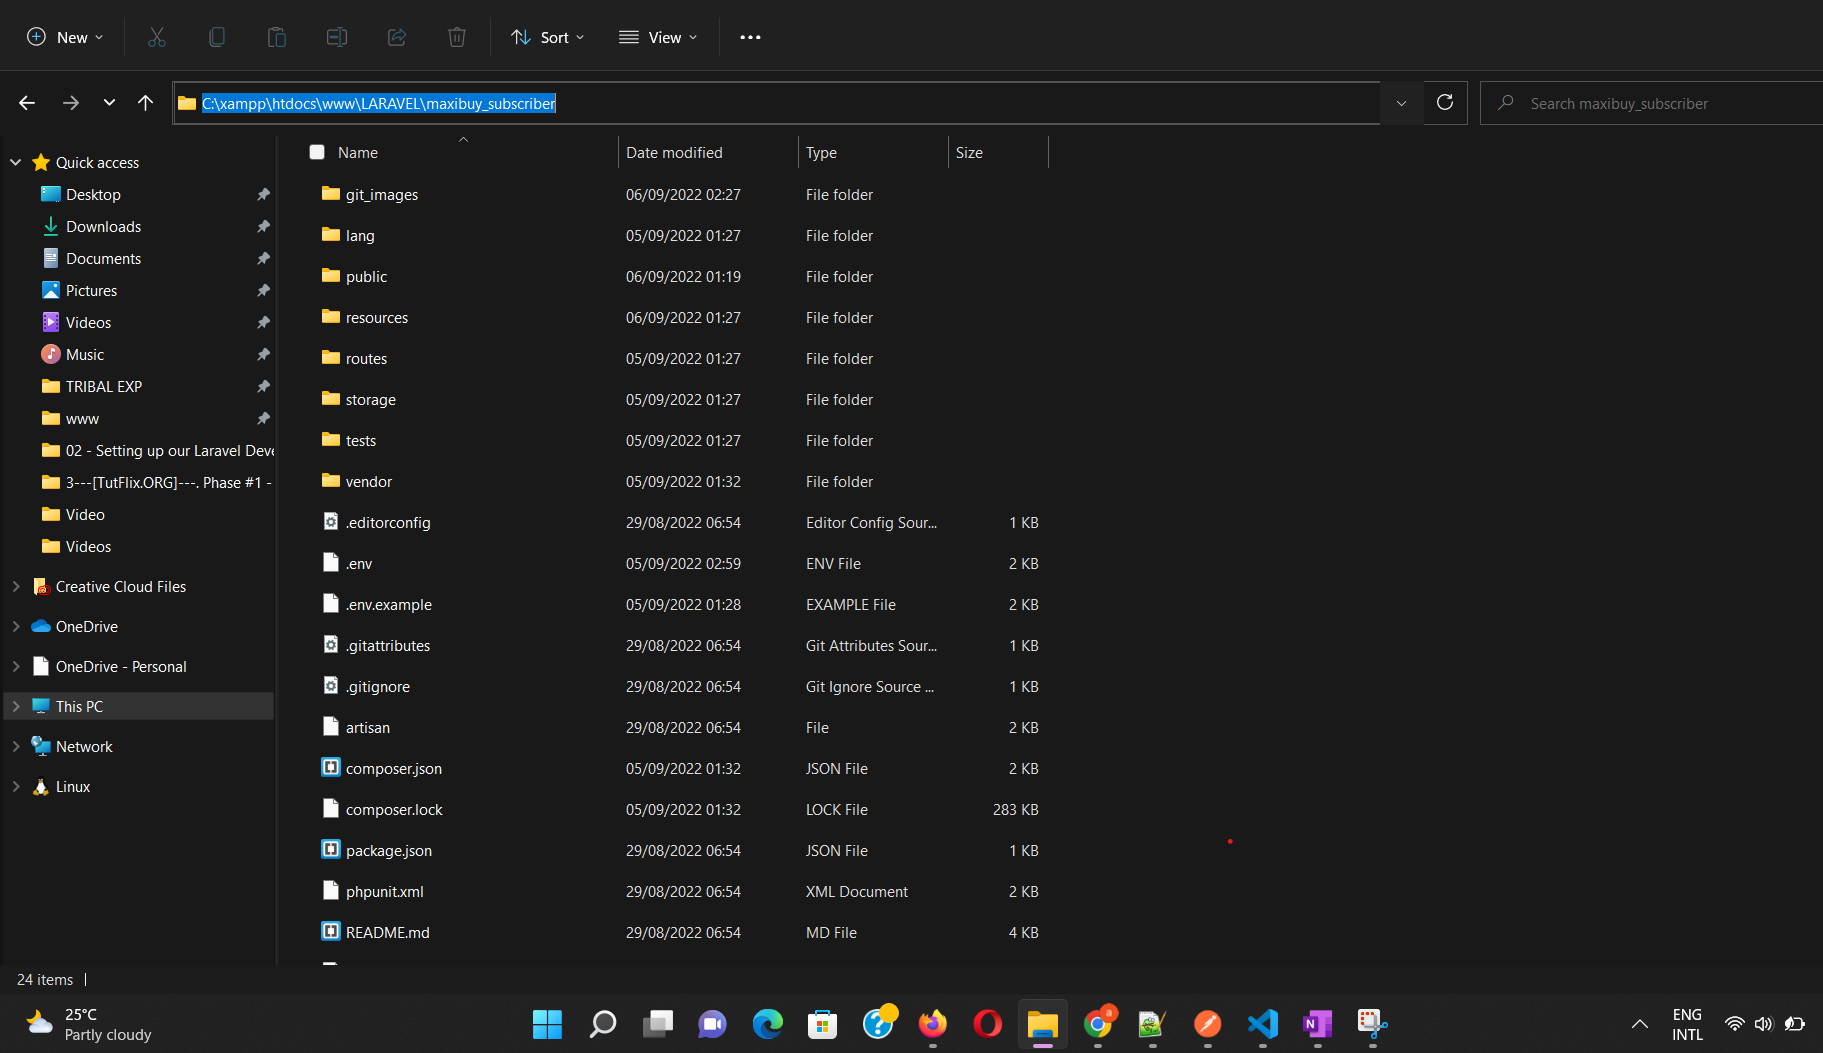 New
Sort
View
C:\xampp\htdocs\www\LARAVEL\maxibuy_subscriber
Search maxibuy_subscriber
Quick access
Desktop
Downloads
Documents
Pictures
Videos
Music
TRIBAL EXP
www
02 - Setting up our Laravel Deve
3---[TutFlix.ORG]---. Phase #1 -
Video
Videos
Creative Cloud Files
OneDrive
OneDrive - Personal
This PC
Network
Linux
Name Date modified Type Size
git_images 06/09/2022 02:27 File folder
lang 05/09/2022 01:27 File folder
public 06/09/2022 01:19 File folder
resources 06/09/2022 01:27 File folder
routes 05/09/2022 01:27 File folder
storage 05/09/2022 01:27 File folder
tests 05/09/2022 01:27 File folder
vendor 05/09/2022 01:32 File folder
.editorconfig 29/08/2022 06:54 Editor Config Sour... 1 KB
.env 05/09/2022 02:59 ENV File 2 KB
.env.example 05/09/2022 01:28 EXAMPLE File 2 KB
.gitattributes 29/08/2022 06:54 Git Attributes Sour... 1 KB
.gitignore 29/08/2022 06:54 Git Ignore Source ... 1 KB
artisan 29/08/2022 06:54 File 2 KB
composer.json 05/09/2022 01:32 JSON File 2 KB
composer.lock 05/09/2022 01:32 LOCK File 283 KB
package.json 29/08/2022 06:54 JSON File 1 KB
phpunit.xml 29/08/2022 06:54 XML Document 2 KB
README.md 29/08/2022 06:54 MD File 4 KB
24 items
25°C
Partly cloudy
ENG
INTL